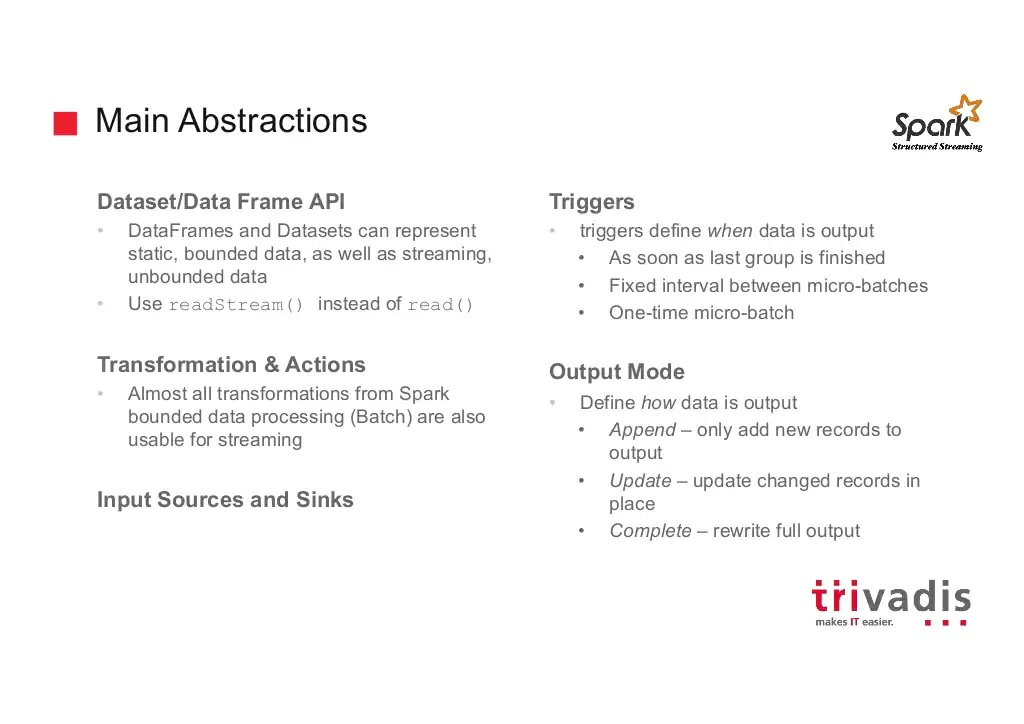 Main Abstractions
Spark
Structured Streaming
Dataset/Data Frame API
• DataFrames and Datasets can represent
static, bounded data, as well as streaming,
unbounded data
• Use readStream() instead of read()
Transformation & Actions
• Almost all transformations from Spark
bounded data processing (Batch) are also
usable for streaming
Input Sources and Sinks
Triggers
• triggers define when data is output
• As soon as last group is finished
• Fixed interval between micro-batches
• One-time micro-batch
Output Mode
• Define how data is output
• Append – only add new records to
output
• Update – update changed records in
place
• Complete – rewrite full output
trivadis
makes IT easier.